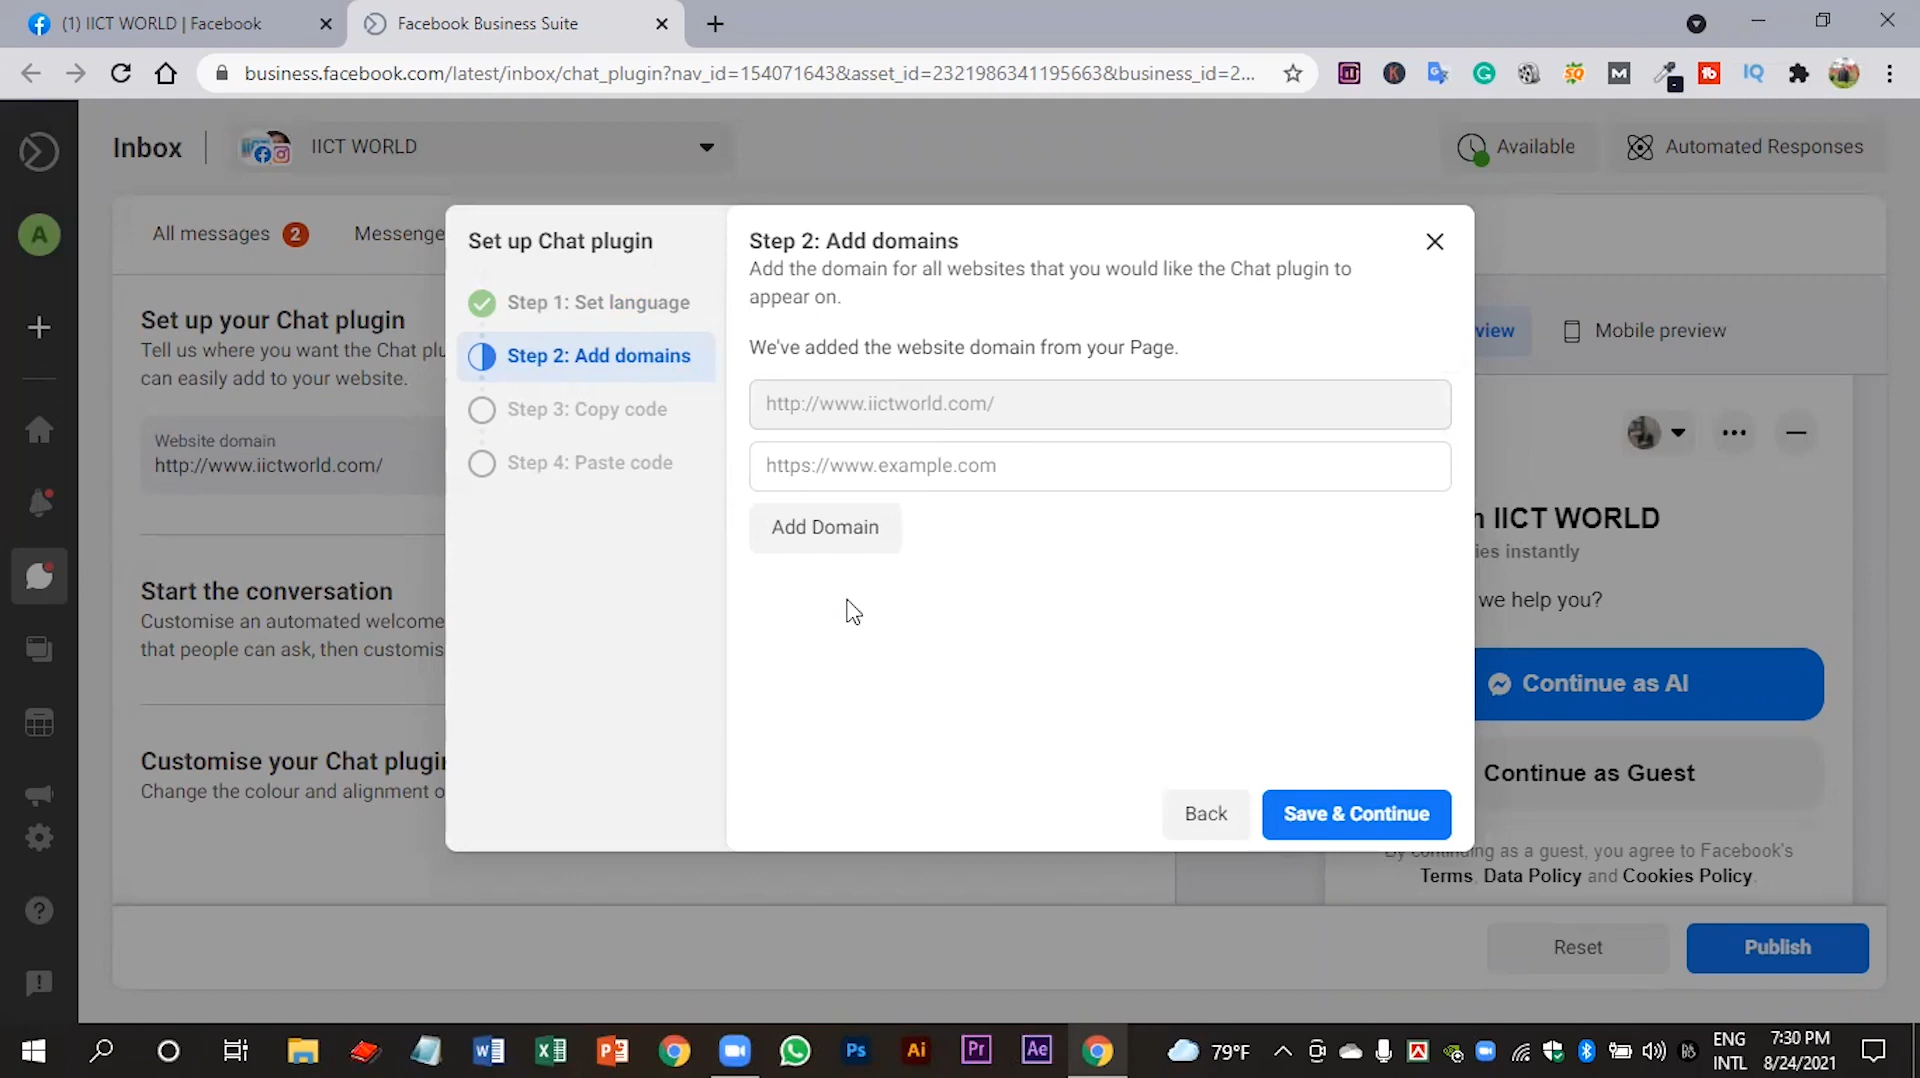 (1) IICT WORLD | Facebook
Facebook Business Suite
business.facebook.com/latest/inbox/chat_plugin?nav_id=154071643&asset_id=2321986341195663&business_id=2...
Inbox
IICT WORLD
Available
Automated Responses
A
All messages 2
Messenge
Set up your Chat plugin
Tell us where you want the Chat plu
can easily add to your website.
Website domain
http://www.iictworld.com/
Start the conversation
Customise an automated welcome
that people can ask, then customis
Customise your Chat plugin
Change the colour and alignment o
Set up Chat plugin
Step 1: Set language
Step 2: Add domains
Step 3: Copy code
Step 4: Paste code
Step 2: Add domains
Add the domain for all websites that you would like the Chat plugin to
appear on.
We've added the website domain from your Page.
http://www.iictworld.com/
https://www.example.com
Add Domain
Back
Save & Continue
view
Mobile preview
IICT WORLD
ies instantly
we help you?
Continue as Al
Continue as Guest
By continuing as a guest, you agree to Facebook's
Terms, Data Policy and Cookies Policy.
Reset
Publish
79°F
ENG
INTL
7:30 PM
8/24/2021